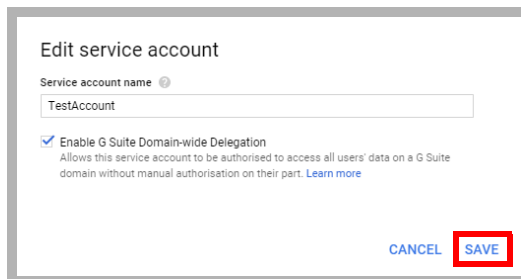 Edit service account
Service account name
TestAccount
Enable G Suite Domain-wide Delegation
Allows this service account to be authorised to access all users' data on a G Suite
domain without manual authorisation on their part. Learn more
CANCEL SAVE